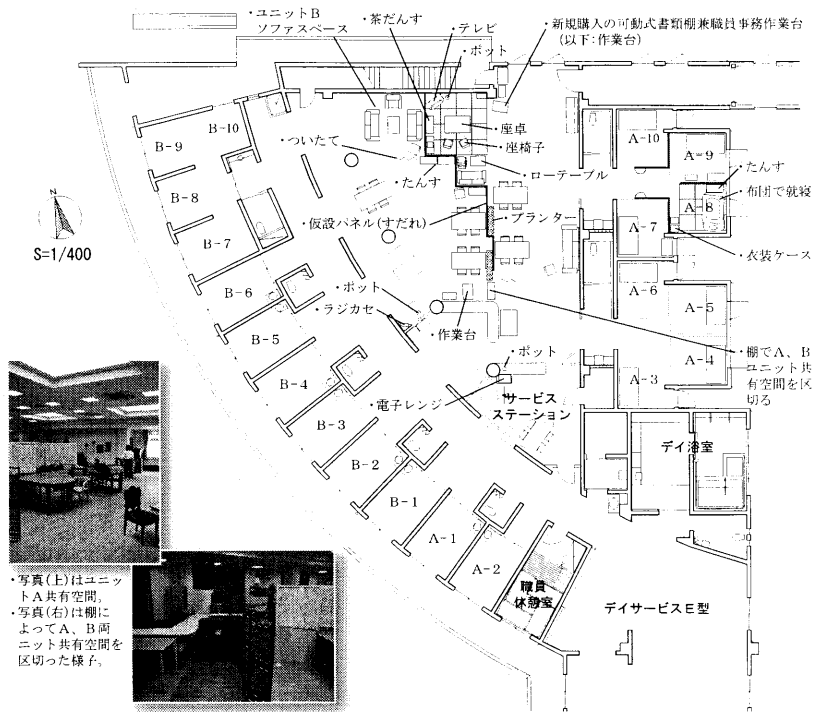 ・ユニットB
ソファスペース
・茶だんす
・テレビ
・ポット
・新規購入の可動式書類棚兼職員事務作業台
(以下:作業台)
・座卓
・座椅子
・ローテーブル
・ついたて
・たんす
・仮設パネル(すだれ)
・プランター
・ポット
・ラジカセ
・作業台
・ポット
・電子レンジ
サービス
ステーション
・たんす
・布団で就寝
・衣装ケース
・棚でA、B
ユニット共
有空間を区
切る
N
S=1/400
B-10
B-9
B-8
B-7
B-6
B-5
B-4
B-3
B-2
B-1
A-1
A-2
A-10
A-9
A-8
A-7
A-6
A-5
A-4
A-3
デイ浴室
職員
休憩室
デイサービスE型
・写真(上)はユニッ
トA共有空間。
・写真(右)は棚に
よってA、B両
ニット共有空間を
区切った様子。